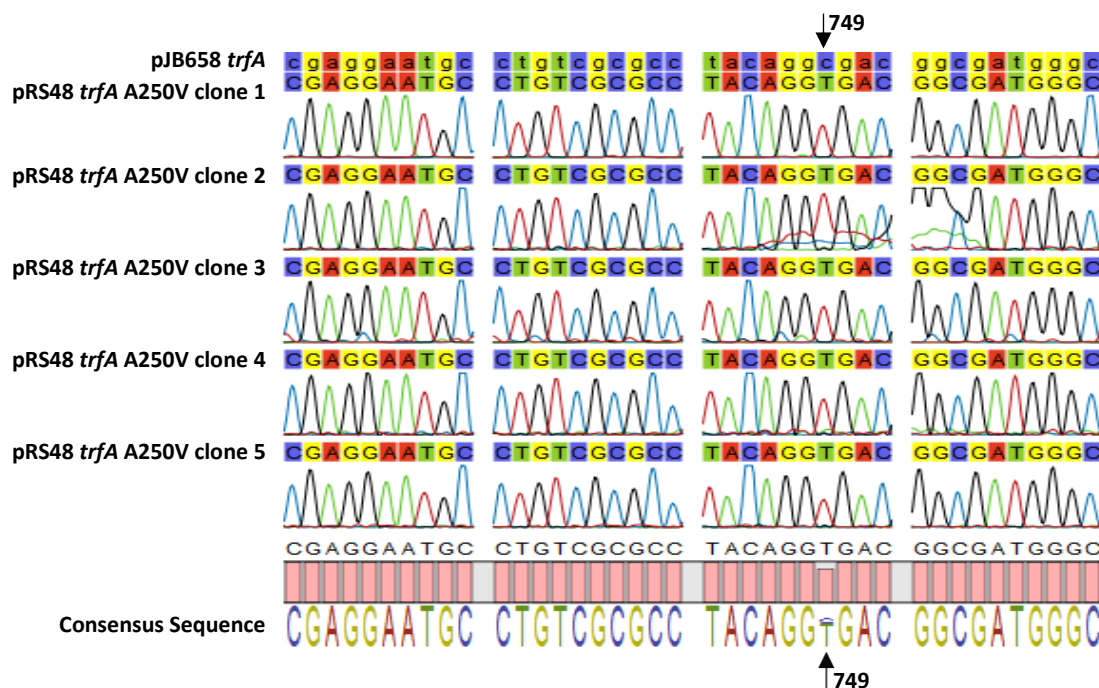 749
pJB658 trfA cgaggaatgc ctgtcgcgcc tacaggcgac ggcgatgggc
pRS48 trfA A250V clone 1 CGAGGAATGC CTGTCGCGCC TACAGGTGAC GGCGATGGGC
pRS48 trfA A250V clone 2 CGAGGAATGC CTGTCGCGCC TACAGGTGAC GGCGATGGGC
pRS48 trfA A250V clone 3 CGAGGAATGC CTGTCGCGCC TACAGGTGAC GGCGATGGGC
pRS48 trfA A250V clone 4 CGAGGAATGC CTGTCGCGCC TACAGGTGAC GGCGATGGGC
pRS48 trfA A250V clone 5 CGAGGAATGC CTGTCGCGCC TACAGGTGAC GGCGATGGGC
CGAGGAATGC CTGTCGCGCC TACAGGTGAC GGCGATGGGC
Consensus Sequence CGAGGAATGC CTGTCGCGCC TACAGGTGAC GGCGATGGGC
749